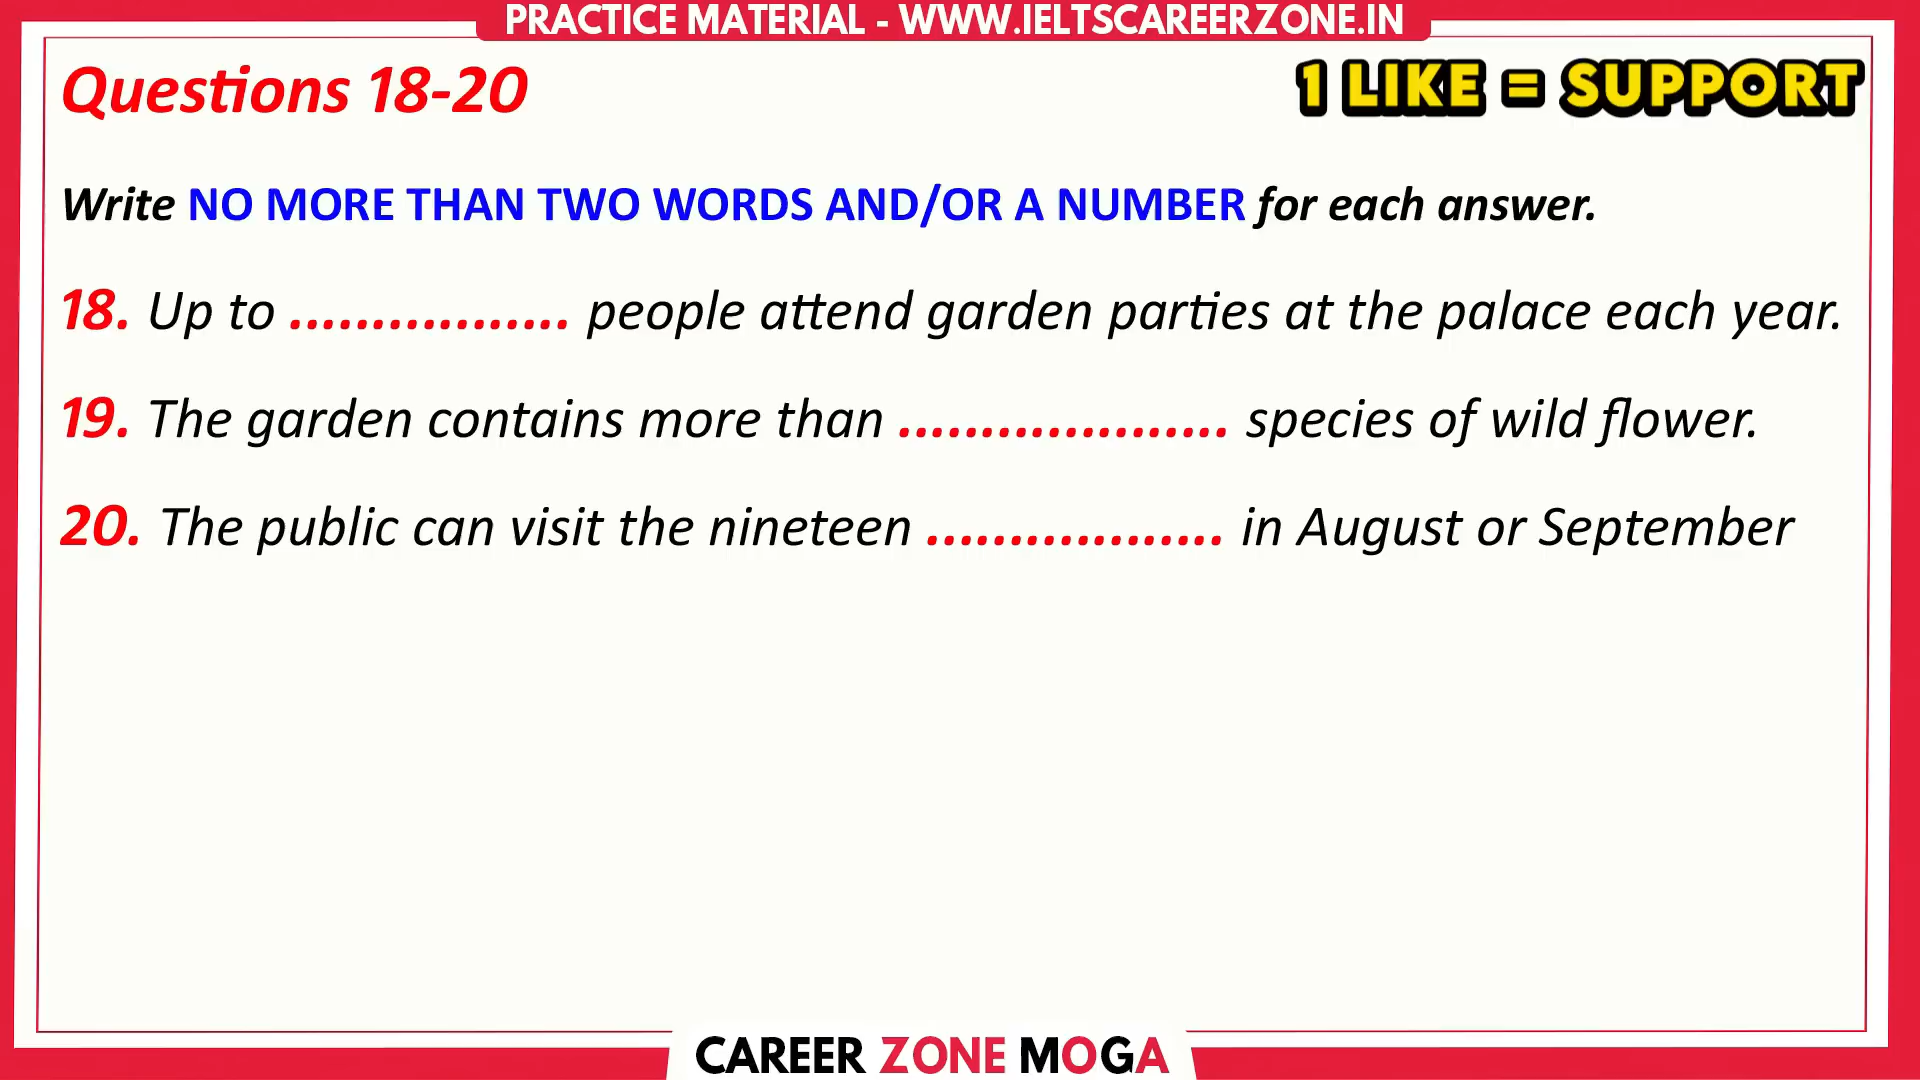 PRACTICE MATERIAL - WWW.IELTSCAREERZONE.IN
Questions 18-20
1 LIKE = SUPPORT
Write NO MORE THAN TWO WORDS AND/OR A NUMBER for each answer.
18. Up to ................. people attend garden parties at the palace each year.
19. The garden contains more than .................... species of wild flower.
20. The public can visit the nineteen .................. in August or September
CAREER ZONE MOGA